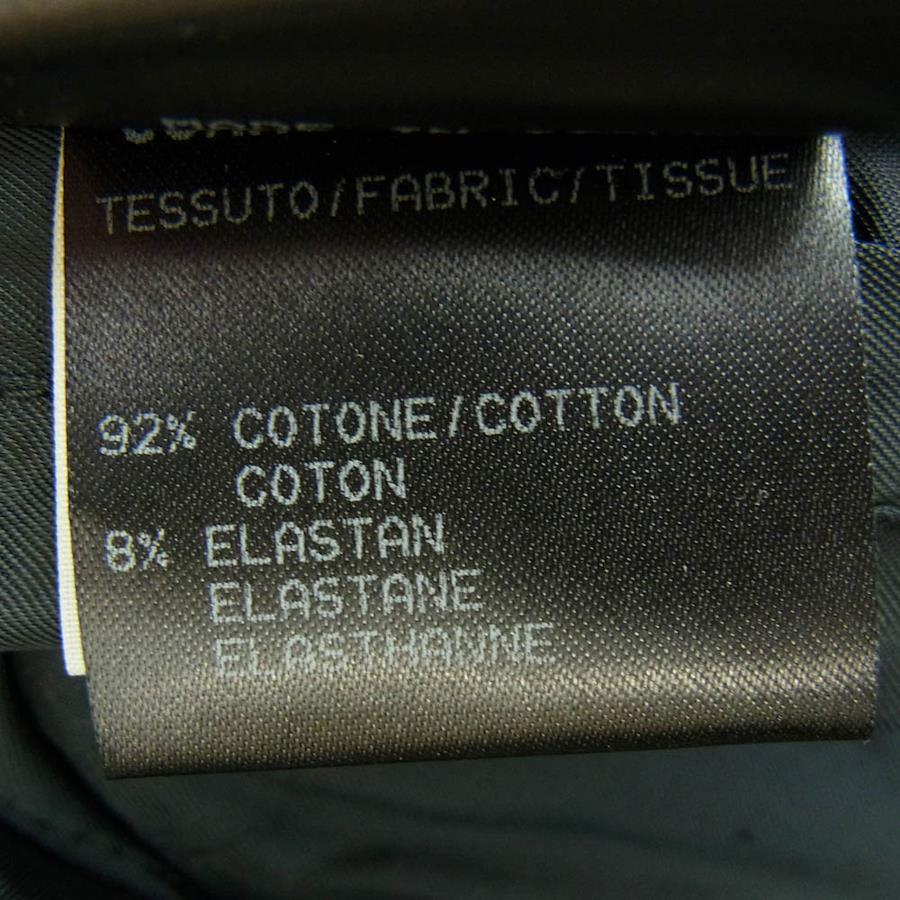 TESSUTO/FABRIC/TISSUE
92% COTONE/COTTON
COTON
8% ELASTAN
ELASTANE
ELASTHANNE